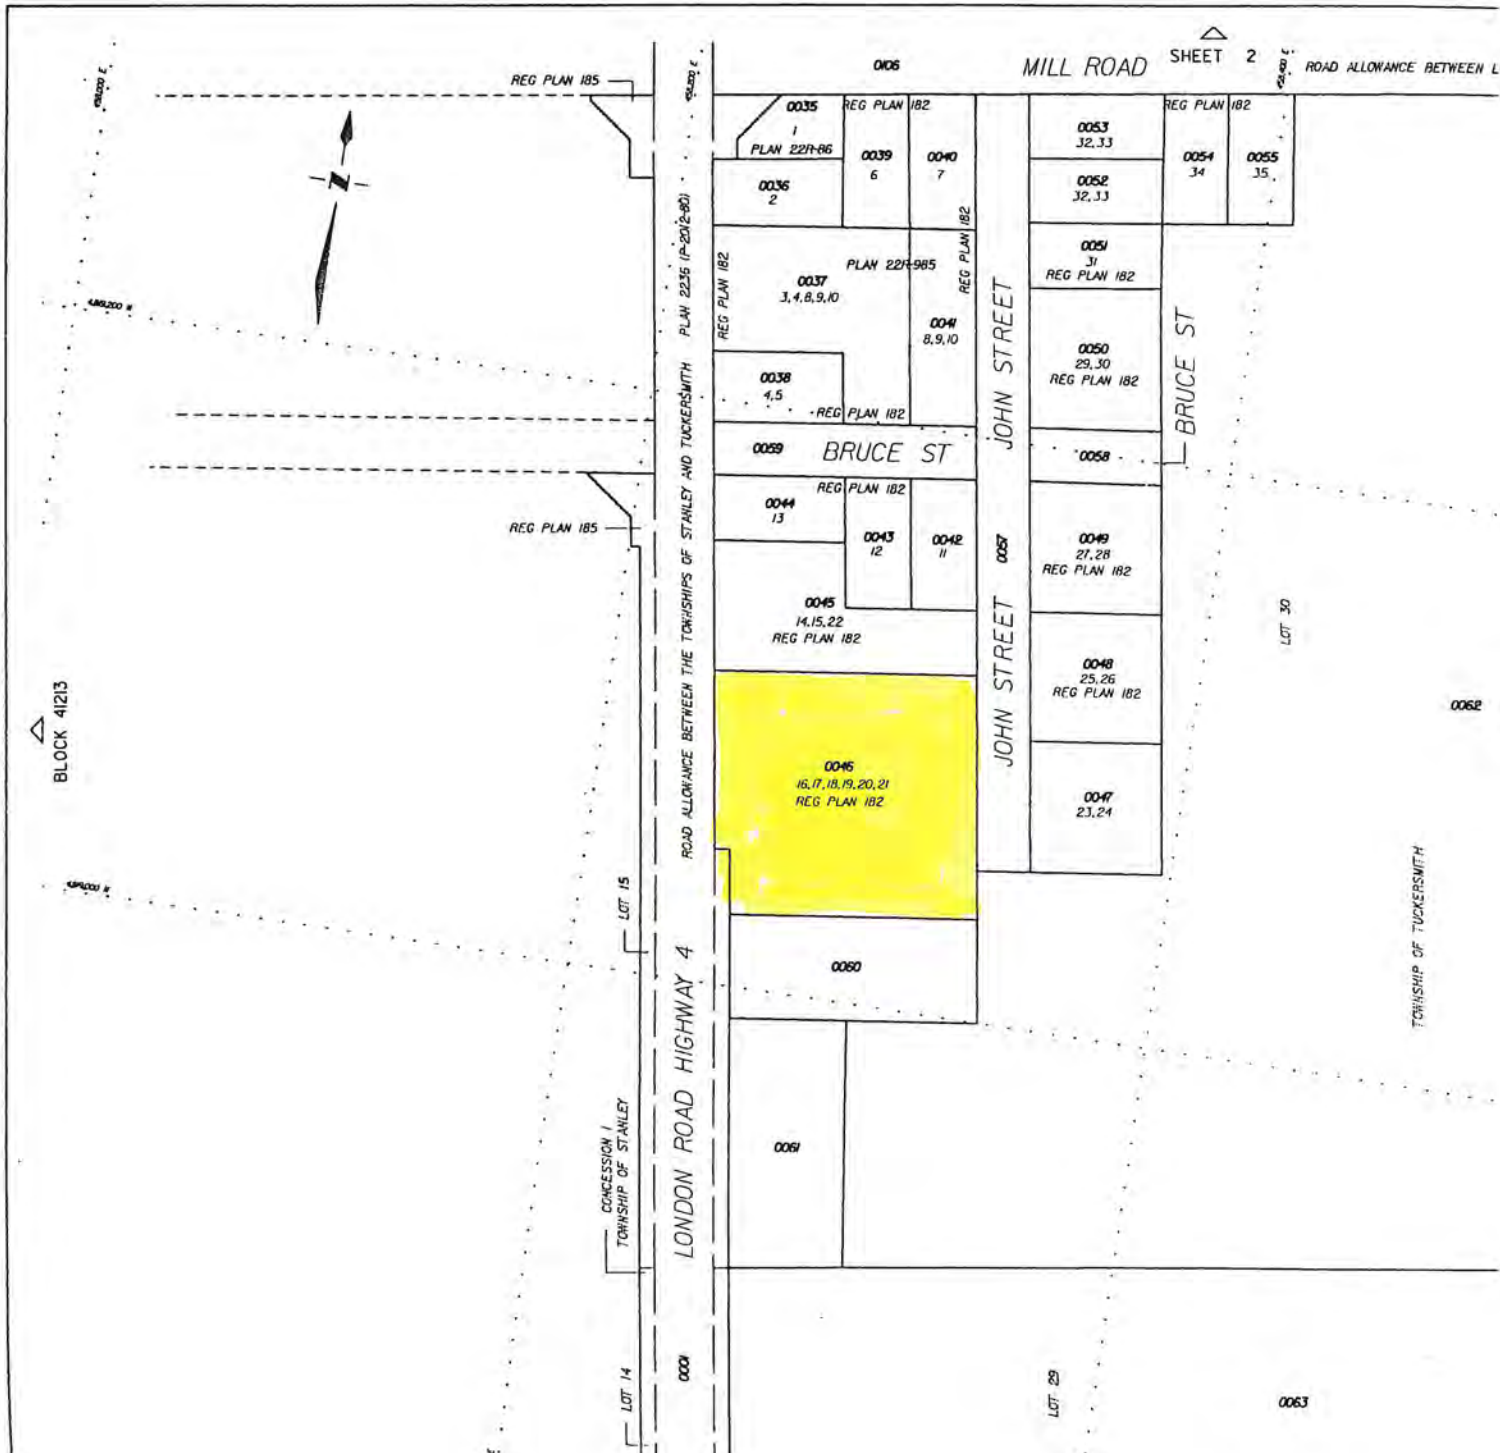 SHEET 2
0106
MILL ROAD
ROAD ALLOWANCE BETWEEN L
REG PLAN 185
0035
1
PLAN 22R-86
REG PLAN 182
0039
6
0040
7
0036
2
0053
32,33
REG PLAN 182
0054
34
0055
35
0052
32,33
0051
31
REG PLAN 182
REG PLAN 182
PLAN 22R-985
0037
3,4,8,9,10
REG PLAN 182
0041
8,9,10
0038
4,5
REG PLAN 182
JOHN STREET
0050
29,30
REG PLAN 182
BRUCE ST
0059
BRUCE ST
0058
REG PLAN 182
0044
13
0043
12
0042
11
REG PLAN 185
0057
0049
27,28
REG PLAN 182
0045
14,15,22
REG PLAN 182
JOHN STREET
0048
25,26
REG PLAN 182
LOT 30
0062
BLOCK 41213
0046
16,17,18,19,20,21
REG PLAN 182
0047
23,24
ROAD ALLOWANCE BETWEEN THE TOWNSHIPS OF STANLEY AND TUCKERSMITH PLAN 2236 (P-2012-80)
LOT 15
TOWNSHIP OF TUCKERSMITH
0060
LONDON ROAD HIGHWAY 4
CONCESSION 1
TOWNSHIP OF STANLEY
0061
0001
LOT 14
LOT 29
0063